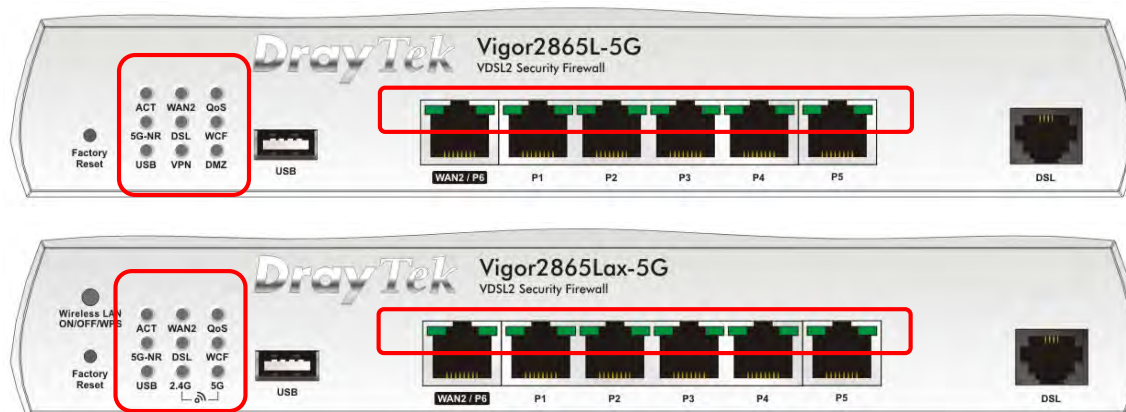 DrayTek Vigor2865L-5G
VDSL2 Security Firewall
ACT WAN2 QoS
5G-NR DSL WCF
USB VPN DMZ
Factory
Reset
USB
WAN2 / P6 P1 P2 P3 P4 P5 DSL
DrayTek Vigor2865Lax-5G
VDSL2 Security Firewall
Wireless LAN
ON/OFF/WPS
ACT WAN2 QoS
5G-NR DSL WCF
USB 2.4G 5G
Factory
Reset
USB
WAN2 / P6 P1 P2 P3 P4 P5 DSL